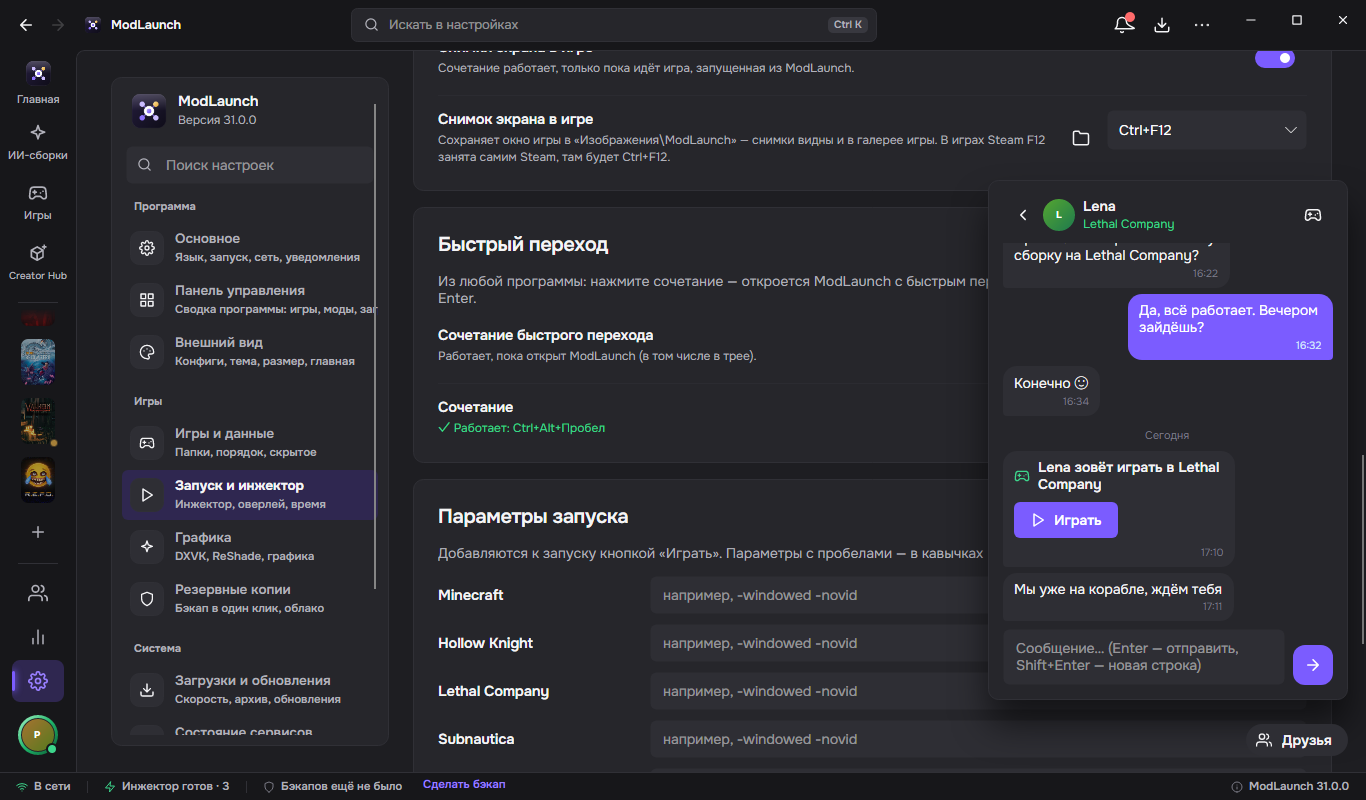 ModLaunch
Искать в настройках
Ctrl K
Главная
ИИ-сборки
Игры
Creator Hub
R.E.P.O.
P
ModLaunch
Версия 31.0.0
Поиск настроек
Программа
Основное
Язык, запуск, сеть, уведомления
Панель управления
Сводка программы: игры, моды, заг
Внешний вид
Конфиги, тема, размер, главная
Игры
Игры и данные
Папки, порядок, скрытое
Запуск и инжектор
Инжектор, оверлей, время
Графика
DXVK, ReShade, графика
Резервные копии
Бэкап в один клик, облако
Система
Загрузки и обновления
Скорость, архив, обновления
Состояние сервисов
Снимки экрана в игре
Сочетание работает, только пока идёт игра, запущенная из ModLaunch.
Снимок экрана в игре
Сохраняет окно игры в «Изображения\ModLaunch» — снимки видны и в галерее игры. В играх Steam F12
занята самим Steam, там будет Ctrl+F12.
Ctrl+F12
Быстрый переход
Из любой программы: нажмите сочетание — откроется ModLaunch с быстрым пер
Enter.
Сочетание быстрого перехода
Работает, пока открыт ModLaunch (в том числе в трее).
Сочетание
Работает: Ctrl+Alt+Пробел
Параметры запуска
Добавляются к запуску кнопкой «Играть». Параметры с пробелами — в кавычках
Minecraft
например, -windowed -novid
Hollow Knight
например, -windowed -novid
Lethal Company
например, -windowed -novid
Subnautica
например, -windowed -novid
L
Lena
Lethal Company
сборку на Lethal Company?
16:22
Да, всё работает. Вечером
зайдёшь?
16:32
Конечно
16:34
Сегодня
Lena зовёт играть в Lethal
Company
Играть
17:10
Мы уже на корабле, ждём тебя
17:11
Сообщение... (Enter — отправить,
Shift+Enter — новая строка)
Друзья
В сети
Инжектор готов · 3
Бэкапов ещё не было
Сделать бэкап
ModLaunch 31.0.0